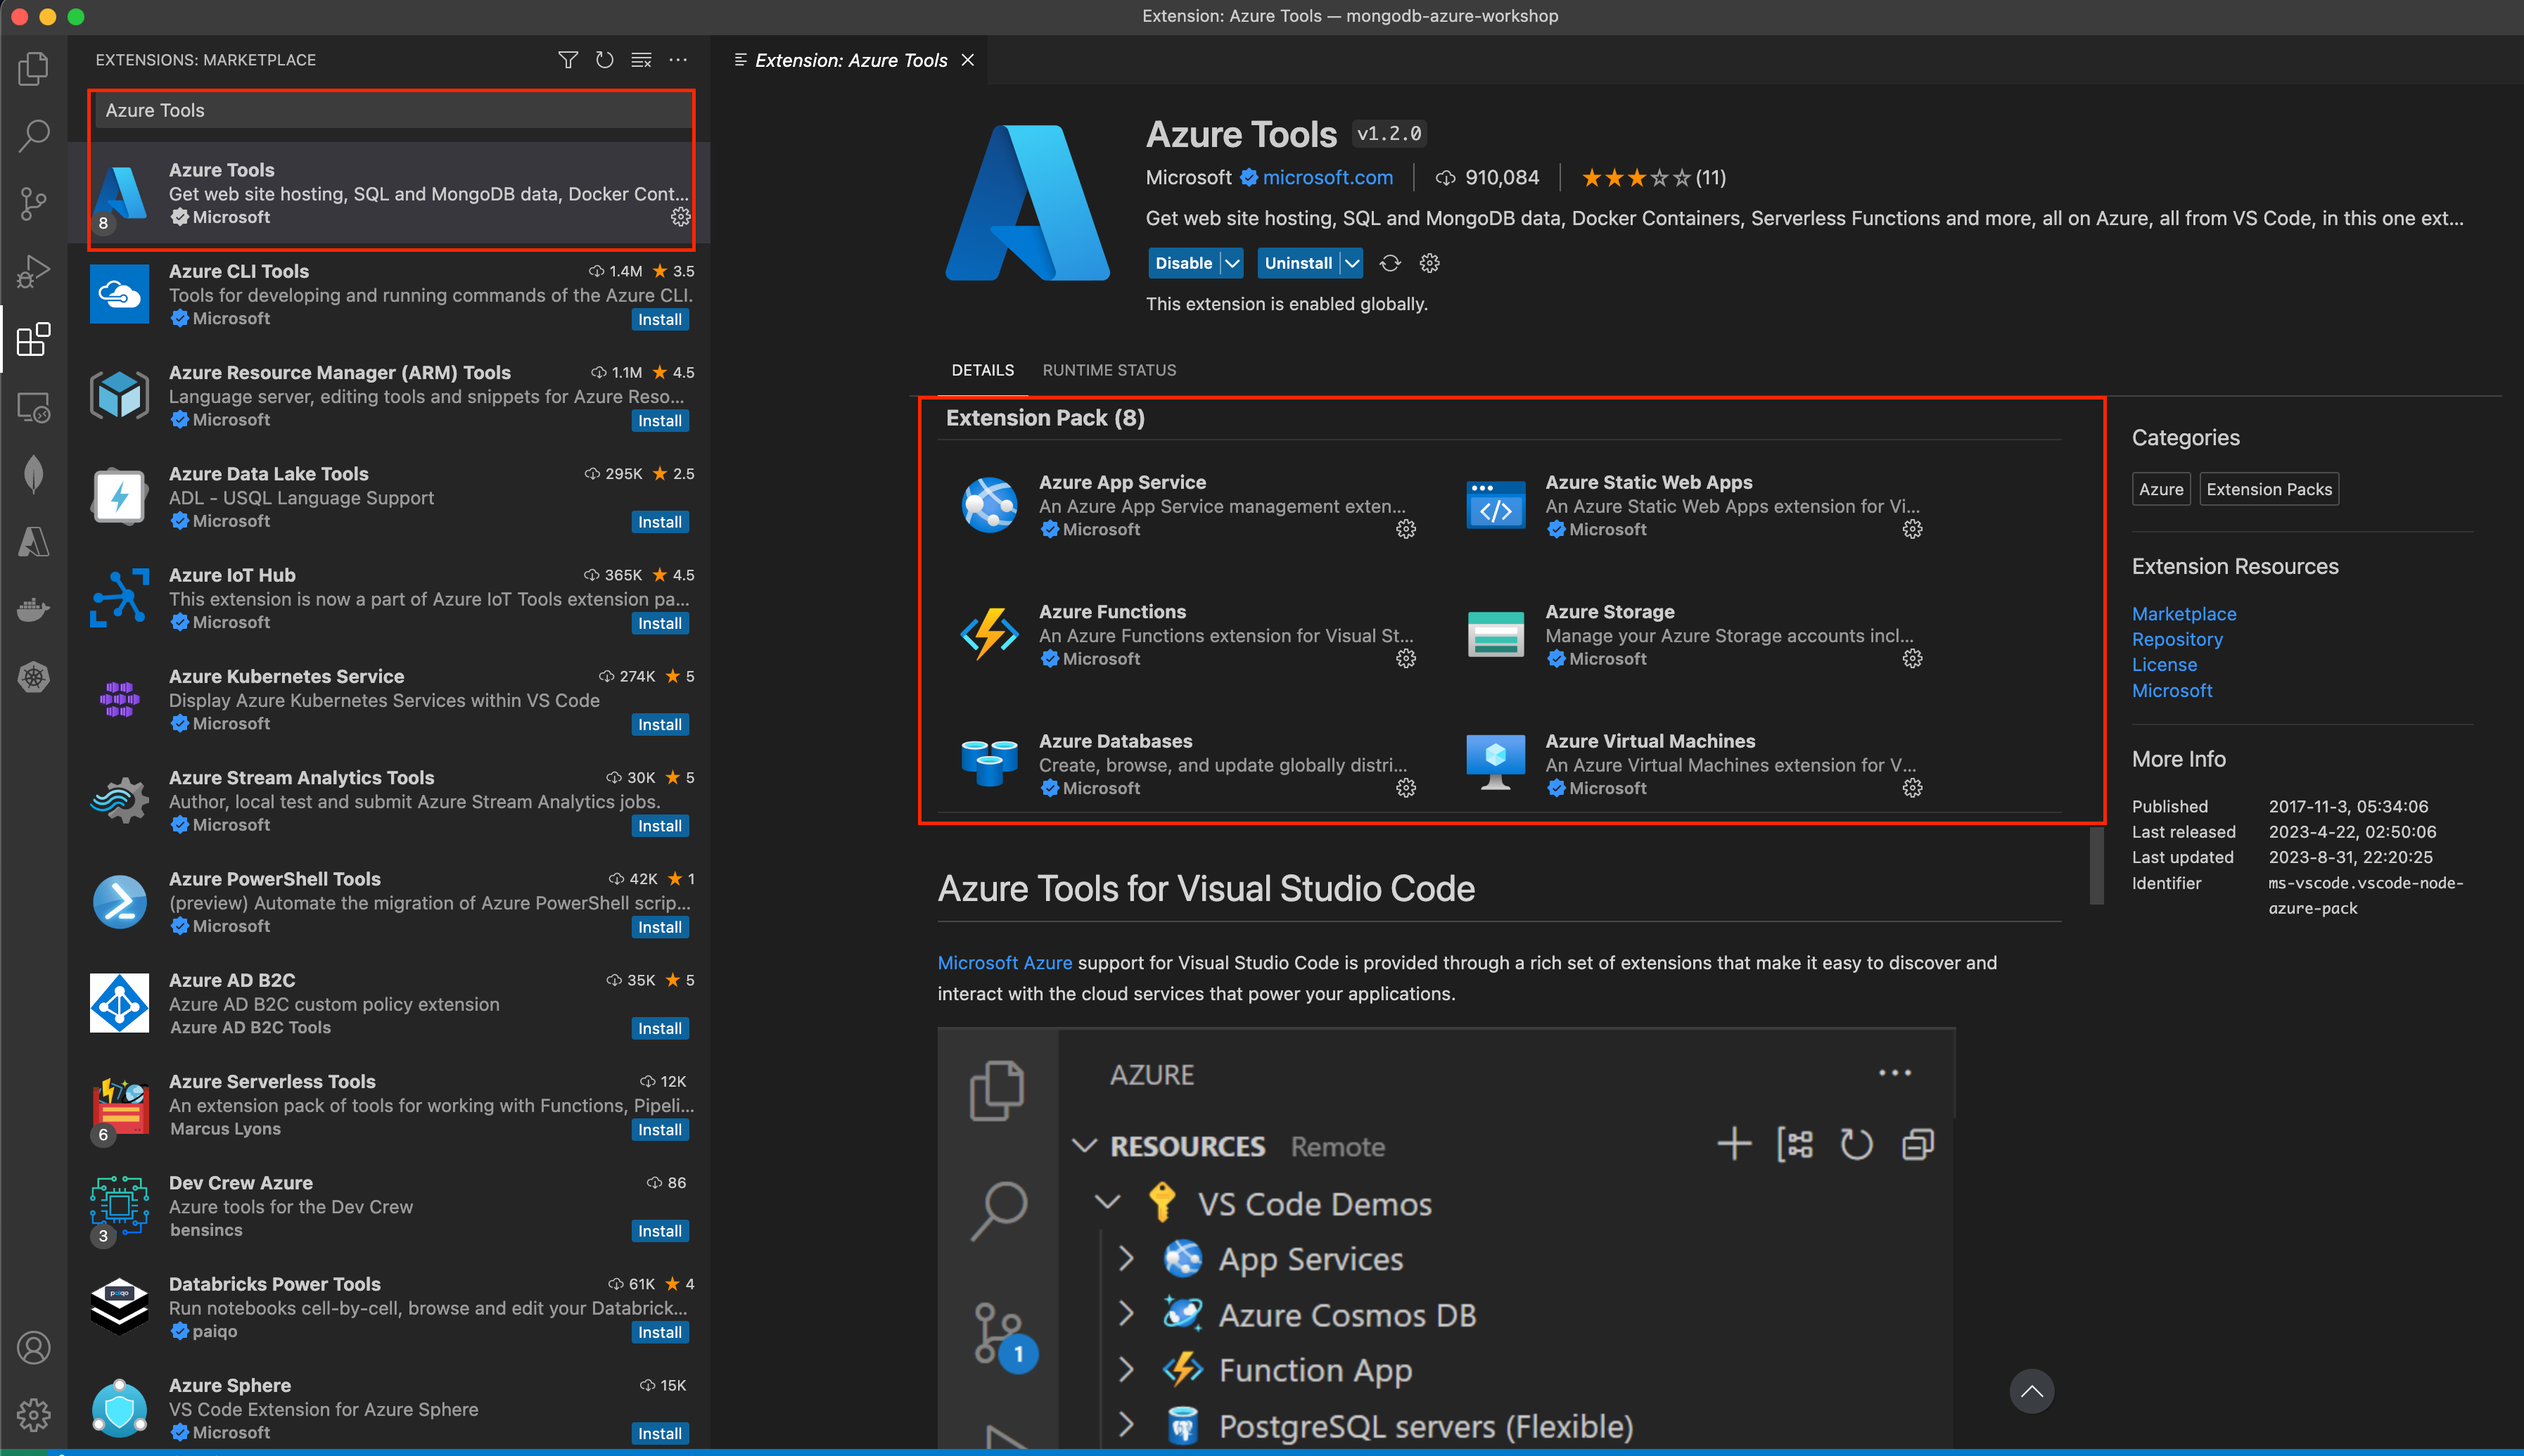 Extension: Azure Tools — mongodb-azure-workshop
EXTENSIONS: MARKETPLACE
Azure Tools
Azure Tools
Get web site hosting, SQL and MongoDB data, Docker Cont...
8
Microsoft
Azure CLI Tools
1.4M 3.5
Tools for developing and running commands of the Azure CLI.
Microsoft
Install
Azure Resource Manager (ARM) Tools
1.1M 4.5
Language server, editing tools and snippets for Azure Reso...
Microsoft
Install
Azure Data Lake Tools
295K 2.5
ADL - USQL Language Support
Microsoft
Install
Azure IoT Hub
365K 4.5
This extension is now a part of Azure IoT Tools extension pa...
Microsoft
Install
Azure Kubernetes Service
274K 5
Display Azure Kubernetes Services within VS Code
Microsoft
Install
Azure Stream Analytics Tools
30K 5
Author, local test and submit Azure Stream Analytics jobs.
Microsoft
Install
Azure PowerShell Tools
42K 1
(preview) Automate the migration of Azure PowerShell scrip...
Microsoft
Install
Azure AD B2C
35K 5
Azure AD B2C custom policy extension
Azure AD B2C Tools
Install
Azure Serverless Tools
12K
An extension pack of tools for working with Functions, Pipeli...
6
Marcus Lyons
Install
Dev Crew Azure
86
Azure tools for the Dev Crew
3
bensincs
Install
Databricks Power Tools
61K 4
Run notebooks cell-by-cell, browse and edit your Databrick...
paiqo
paiqo
Install
Azure Sphere
15K
VS Code Extension for Azure Sphere
Microsoft
Install
Extension: Azure Tools
Azure Tools v1.2.0
Microsoft microsoft.com 910,084 (11)
Get web site hosting, SQL and MongoDB data, Docker Containers, Serverless Functions and more, all on Azure, all from VS Code, in this one ext...
Disable Uninstall
This extension is enabled globally.
DETAILS RUNTIME STATUS
Extension Pack (8)
Azure App Service
An Azure App Service management exten...
Microsoft
Azure Static Web Apps
An Azure Static Web Apps extension for Vi...
Microsoft
Azure Functions
An Azure Functions extension for Visual St...
Microsoft
Azure Storage
Manage your Azure Storage accounts incl...
Microsoft
Azure Databases
Create, browse, and update globally distri...
Microsoft
Azure Virtual Machines
An Azure Virtual Machines extension for V...
Microsoft
Azure Tools for Visual Studio Code
Microsoft Azure support for Visual Studio Code is provided through a rich set of extensions that make it easy to discover and
interact with the cloud services that power your applications.
AZURE
RESOURCES Remote
VS Code Demos
App Services
Azure Cosmos DB
1
Function App
PostgreSQL servers (Flexible)
Categories
Azure Extension Packs
Extension Resources
Marketplace
Repository
License
Microsoft
More Info
Published 2017-11-3, 05:34:06
Last released 2023-4-22, 02:50:06
Last updated 2023-8-31, 22:20:25
Identifier ms-vscode.vscode-node-
azure-pack